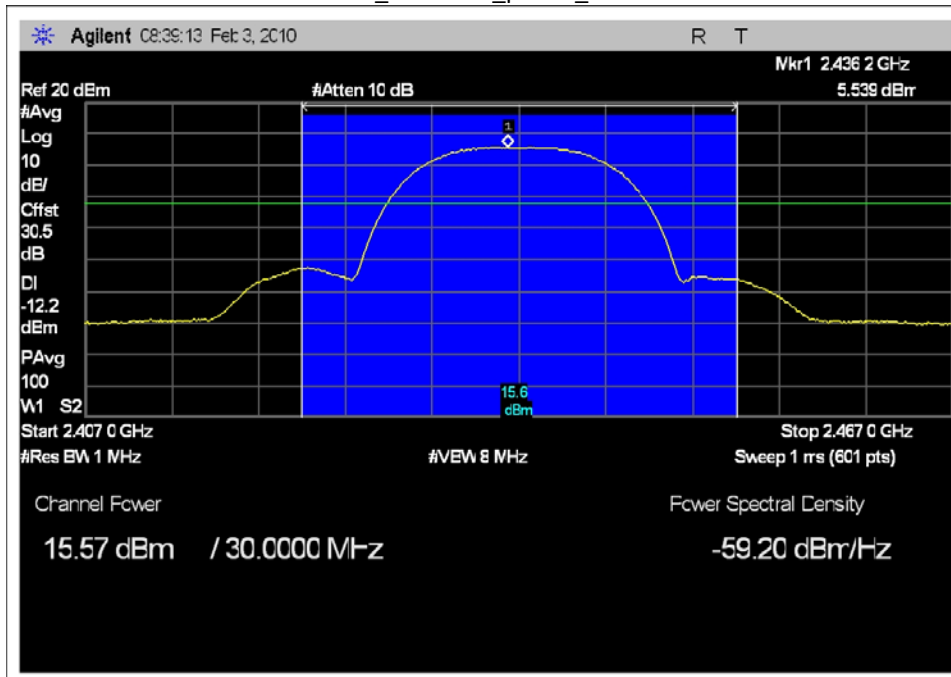 Agilent 08:39:13 Feb 3, 2010 R T
Mkr1 2.436 2 GHz
Ref 20 dBm #Atten 10 dB 5.539 dBm
#Avg
Log
10
dB/
Offst
30.5
dB
DI
-12.2
dBm
PAvg
100
W1 S2
1
15.6
dBm
Start 2.407 0 GHz Stop 2.467 0 GHz
#Res BW 1 MHz #VBW 8 MHz Sweep 1 ms (601 pts)
Channel Power Power Spectral Density
15.57 dBm / 30.0000 MHz -59.20 dBm/Hz